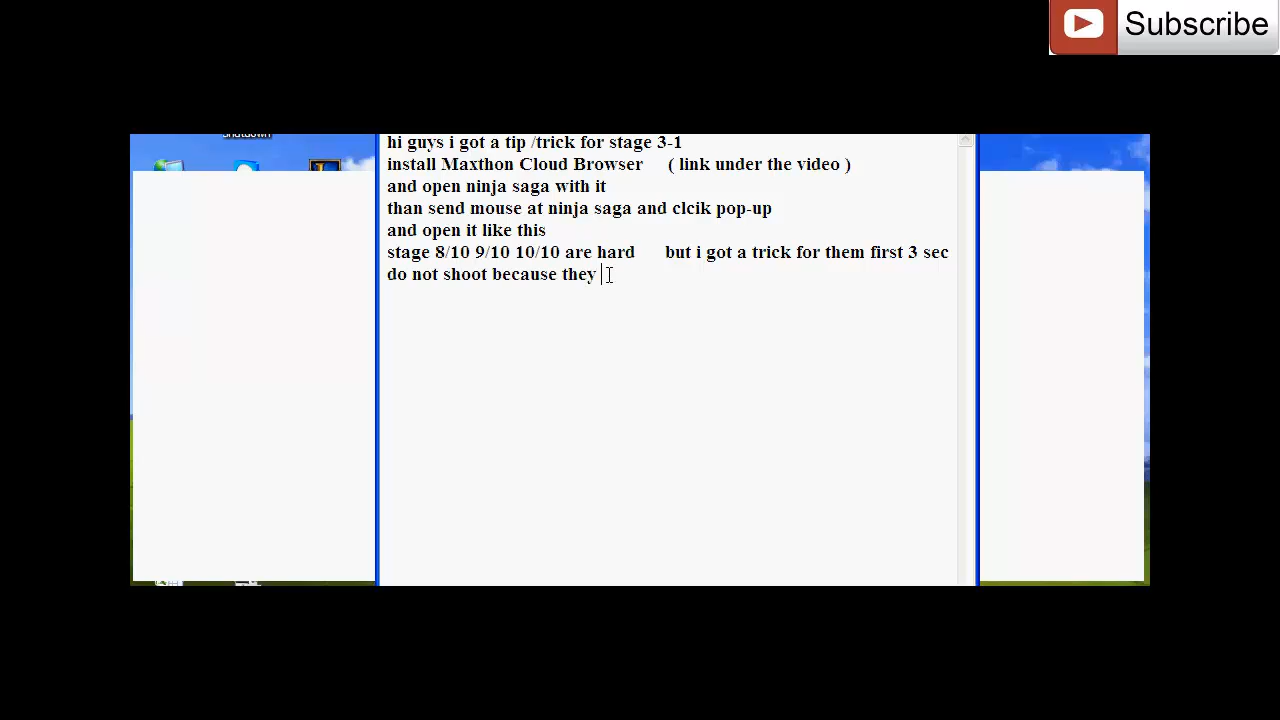 Subscribe
shutdown
hi guys i got a tip /trick for stage 3-1
install Maxthon Cloud Browser ( link under the video )
and open ninja saga with it
than send mouse at ninja saga and clcik pop-up
and open it like this
stage 8/10 9/10 10/10 are hard but i got a trick for them first 3 sec
do not shoot because they